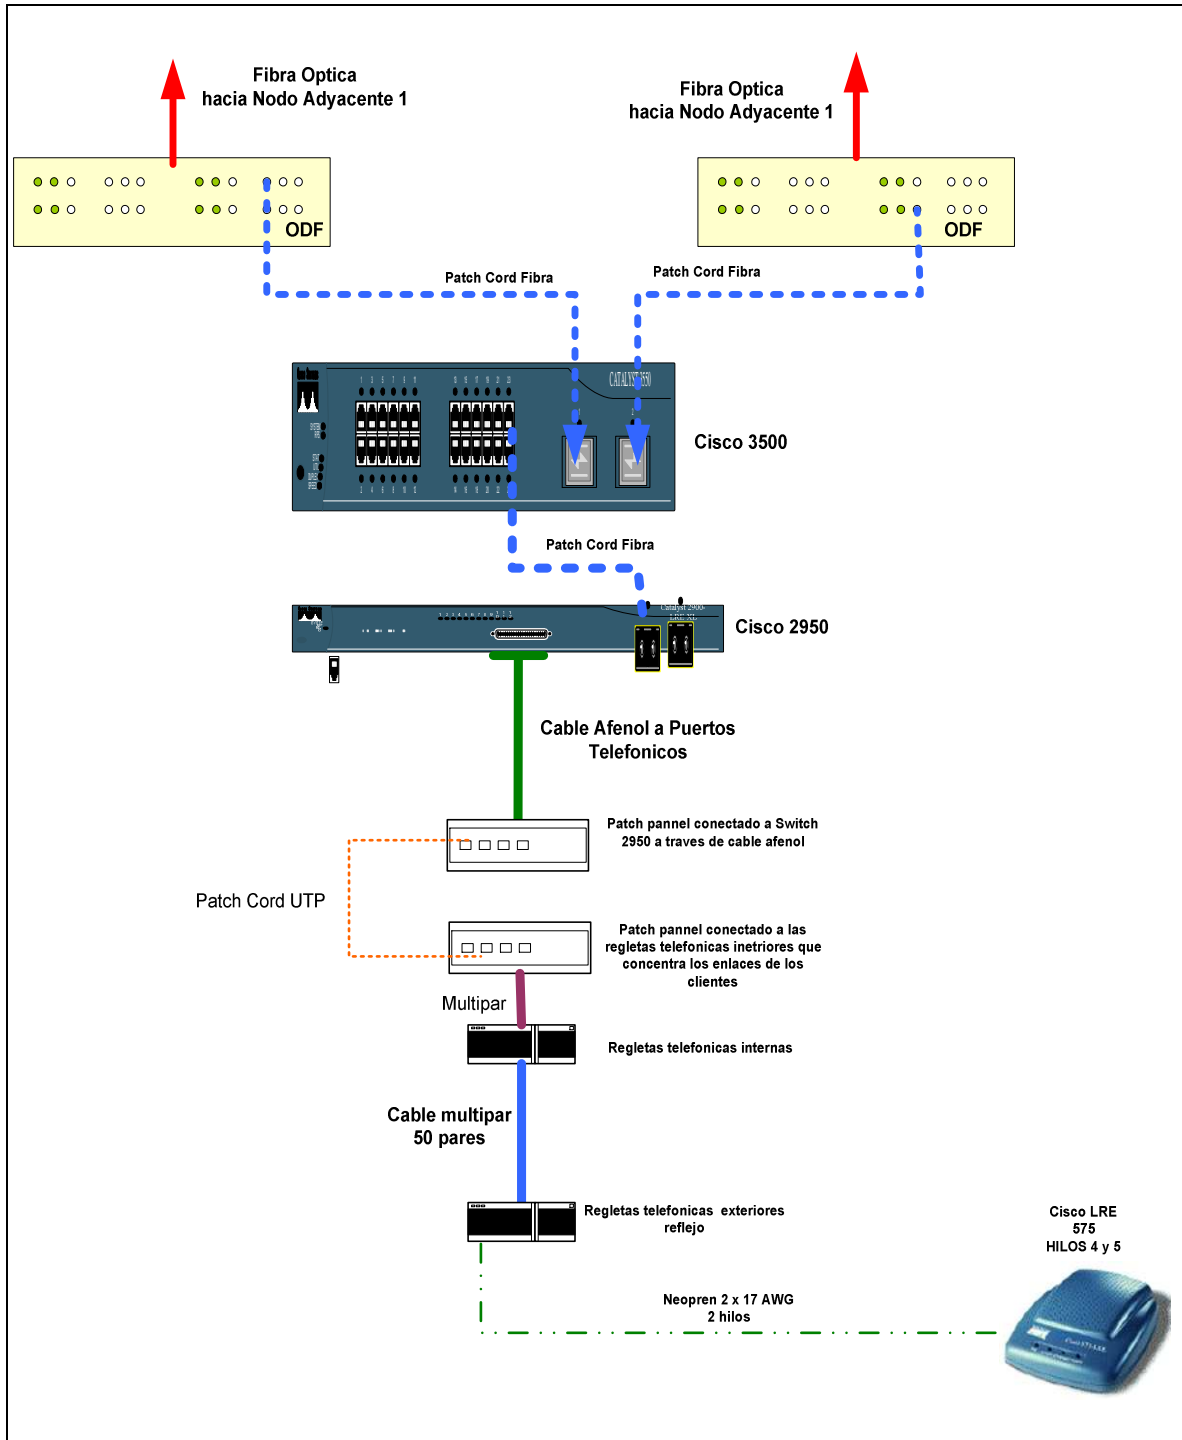 Fibra Optica
hacia Nodo Adyacente 1
Fibra Optica
hacia Nodo Adyacente 1
ODF
ODF
Patch Cord Fibra
Patch Cord Fibra
CATALYST 3550
Cisco 3500
Patch Cord Fibra
Catalyst 2900-
LRE XL
Cisco 2950
Cable Afenol a Puertos
Telefonicos
Patch pannel conectado a Switch
2950 a traves de cable afenol
Patch Cord UTP
Patch pannel conectado a las
regletas telefonicas inetriores que
concentra los enlaces de los
clientes
Multipar
Regletas telefonicas internas
Cable multipar
50 pares
Regletas telefonicas exteriores
reflejo
Cisco LRE
575
HILOS 4 y 5
Neopren 2 x 17 AWG
2 hilos